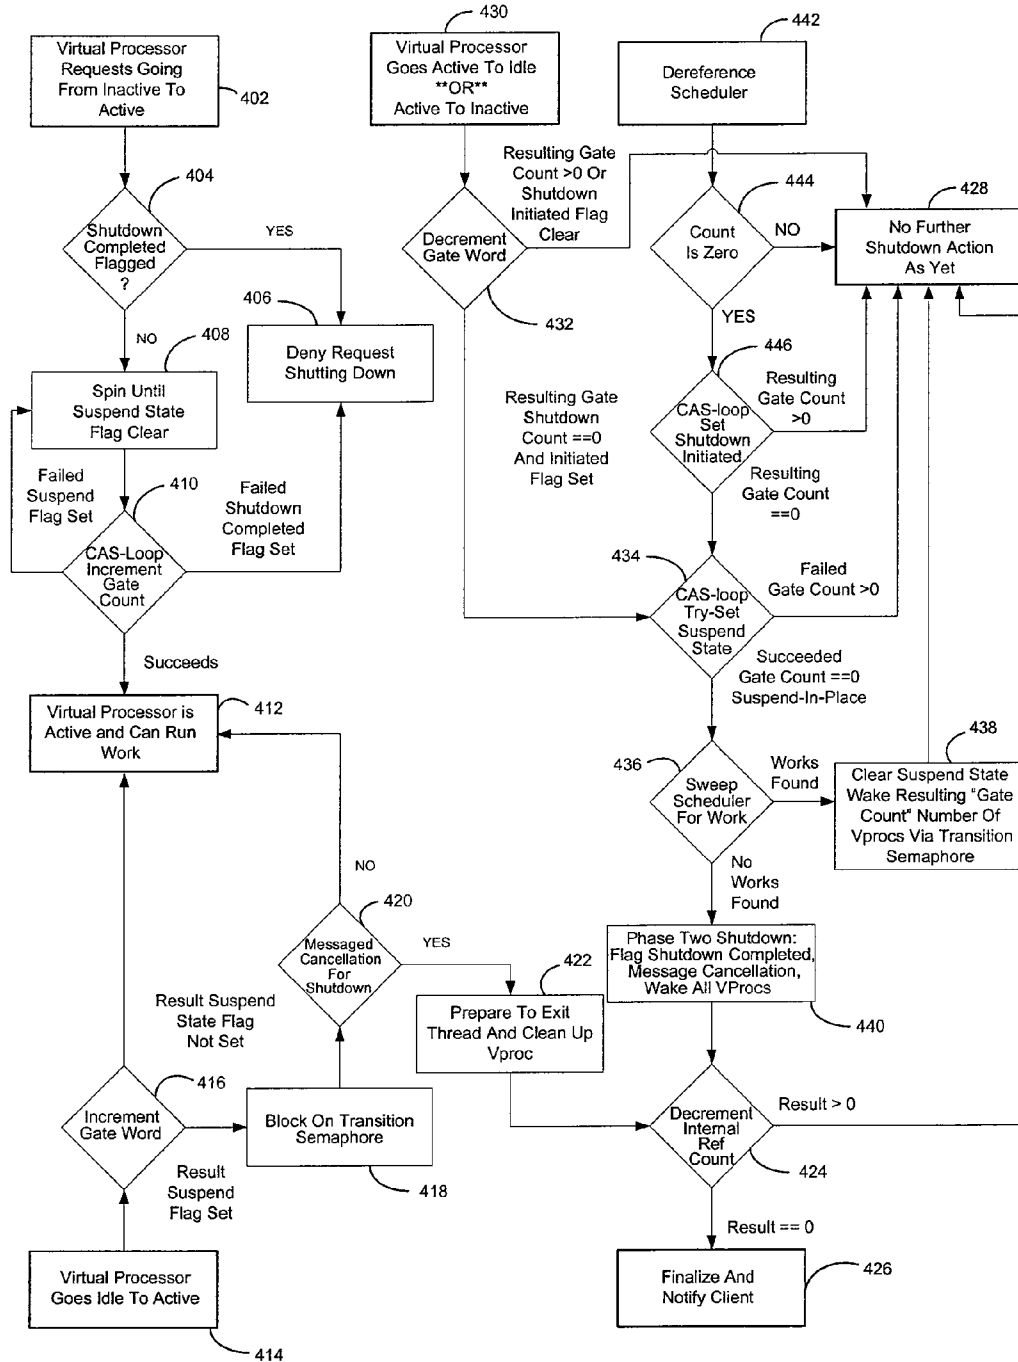 430
442
Virtual Processor
Requests Going
From Inactive To
Active
402
Virtual Processor
Goes Active To Idle
**OR**
Active To Inactive
Dereference
Scheduler
404
Shutdown
Completed
Flagged
?
YES
NO
Resulting Gate
Count >0 Or
Shutdown
Initiated Flag
Clear
Decrement
Gate Word
432
444
Count
Is Zero
NO
YES
428
No Further
Shutdown Action
As Yet
406
Deny Request
Shutting Down
408
Spin Until
Suspend State
Flag Clear
Resulting Gate
Shutdown
Count ==0
And Initiated
Flag Set
446
CAS-loop
Set
Shutdown
Initiated
Resulting
Gate Count
>0
Resulting
Gate Count
==0
Failed
Suspend
Flag Set
410
CAS-Loop
Increment
Gate
Count
Failed
Shutdown
Completed
Flag Set
Succeeds
434
CAS-loop
Try-Set
Suspend
State
Failed
Gate Count >0
Succeeded
Gate Count ==0
Suspend-In-Place
Virtual Processor is
Active and Can Run
Work
412
436
Sweep
Scheduler
For Work
Works
Found
438
Clear Suspend State
Wake Resulting "Gate
Count" Number Of
Vprocs Via Transition
Semaphore
No
Works
Found
NO
420
Messaged
Cancellation
For
Shutdown
YES
Phase Two Shutdown:
Flag Shutdown Completed,
Message Cancellation,
Wake All VProcs
440
422
Prepare To Exit
Thread And Clean Up
Vproc
Result Suspend
State Flag
Not Set
416
Increment
Gate Word
Block On Transition
Semaphore
418
Result
Suspend
Flag Set
Decrement
Internal
Ref
Count
424
Result > 0
Result == 0
Virtual Processor
Goes Idle To Active
414
Finalize And
Notify Client
426